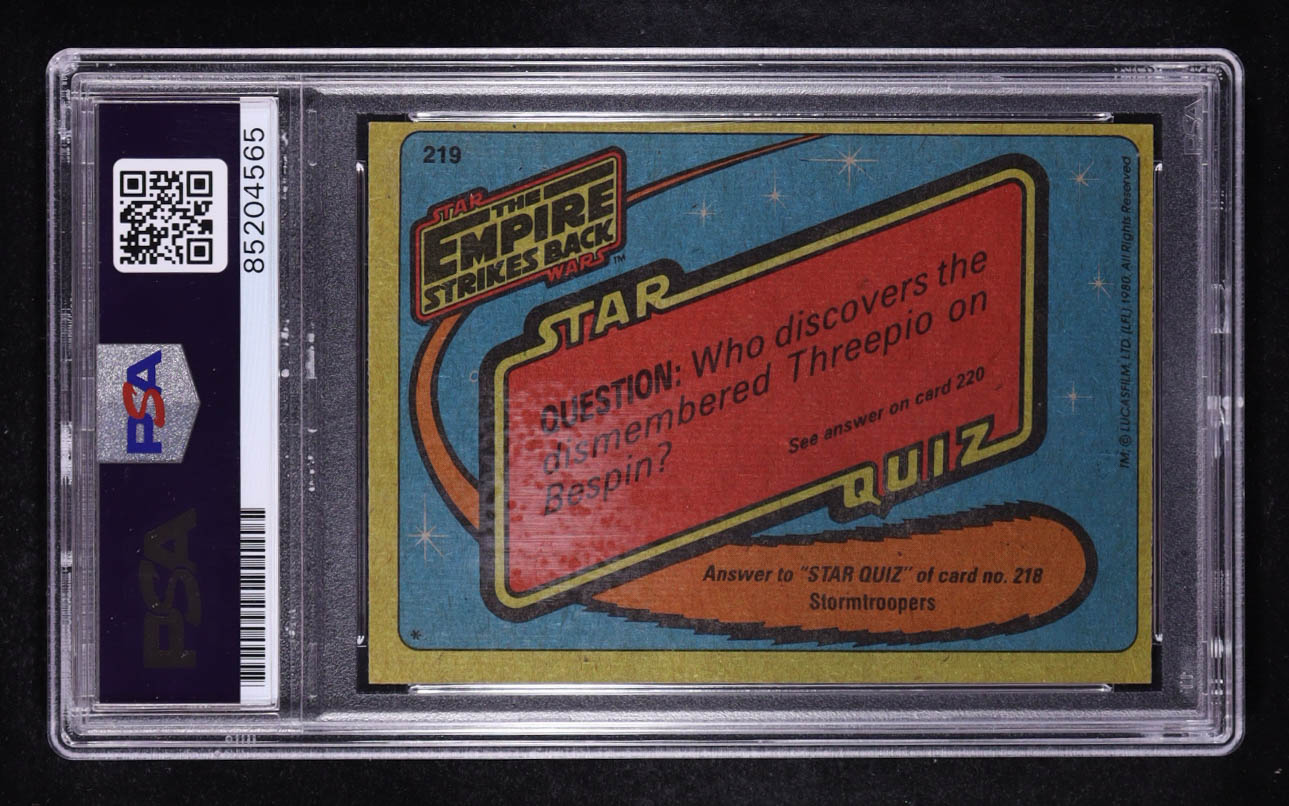 85204565
PSA
PSA
219
STAR
THE
EMPIRE
STRIKES BACK
WARS™
STAR
QUESTION: Who discovers the
dismembered Threepio on
Bespin?
See answer on card 220
QUIZ
Answer to "STAR QUIZ" of card no. 218
Stormtroopers
*
TM: © LUCASFILM, LTD. (LFL) 1980. All Rights Reserved